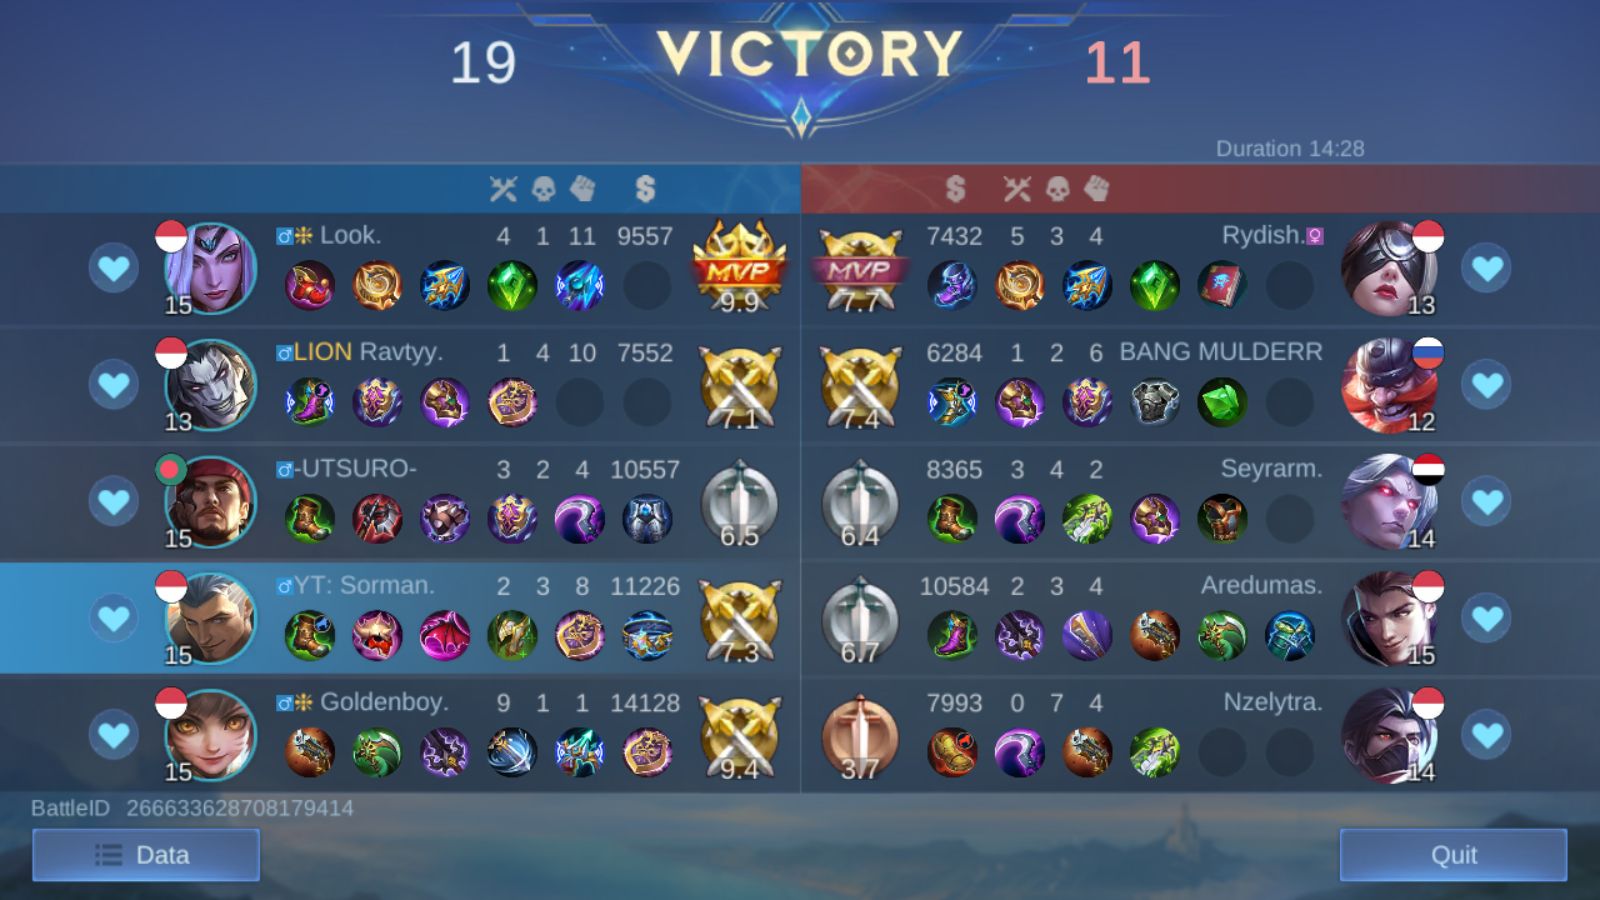 19 VICTORY 11
Duration 14:28
Look. 4 1 11 9557 MVP 9.9
15
MVP 7.7 7432 5 3 4 Rydish.
13
LION Ravtyy. 1 4 10 7552 7.1
13
7.4 6284 1 2 6 BANG MULDERR
12
-UTSURO- 3 2 4 10557 6.5
15
6.4 8365 3 4 2 Seyrarm.
14
YT: Sorman. 2 3 8 11226 7.3
15
6.7 10584 2 3 4 Aredumas.
15
Goldenboy. 9 1 1 14128 9.4
15
3.7 7993 0 7 4 Nzelytra.
14
BattleID 266633628708179414
Data
Quit